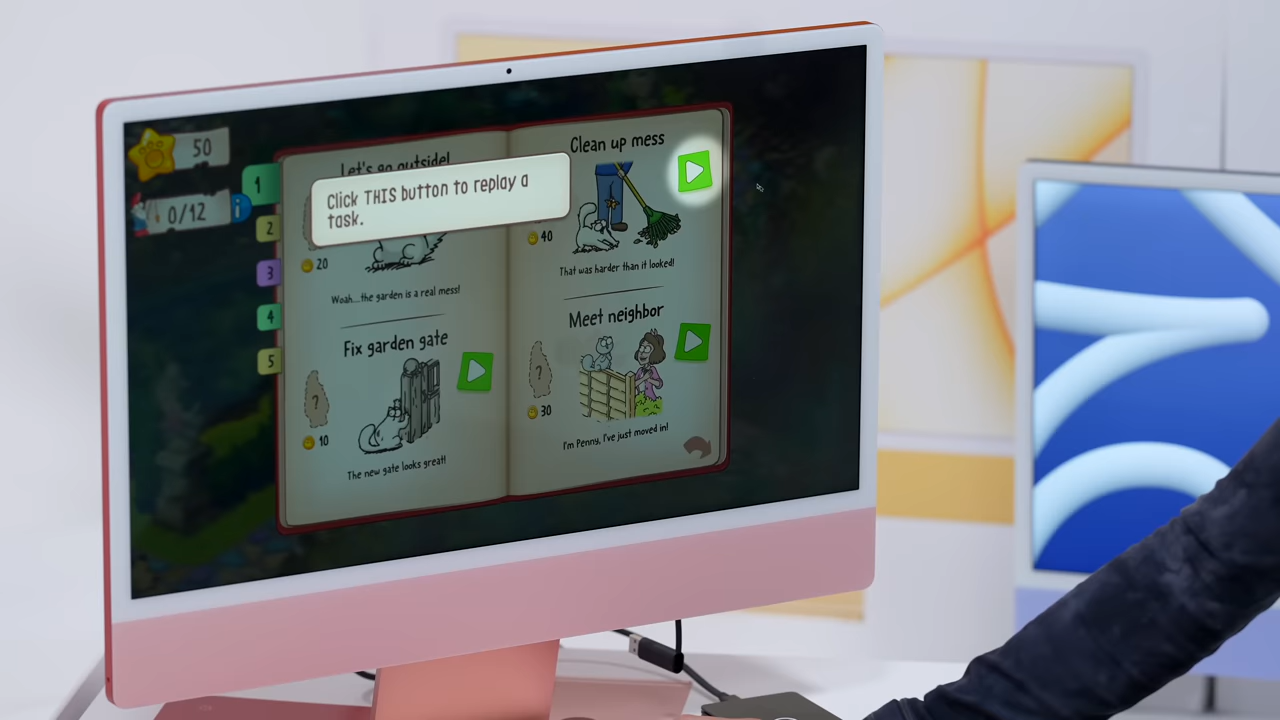 50
0/12
i
1
2
3
4
5
Let's go outside!
Click THIS button to replay a
task.
20
Woah...the garden is a real mess!
Fix garden gate
?
10
The new gate looks great!
Clean up mess
40
That was harder than it looked!
Meet neighbor
?
30
I'm Penny, I've just moved in!